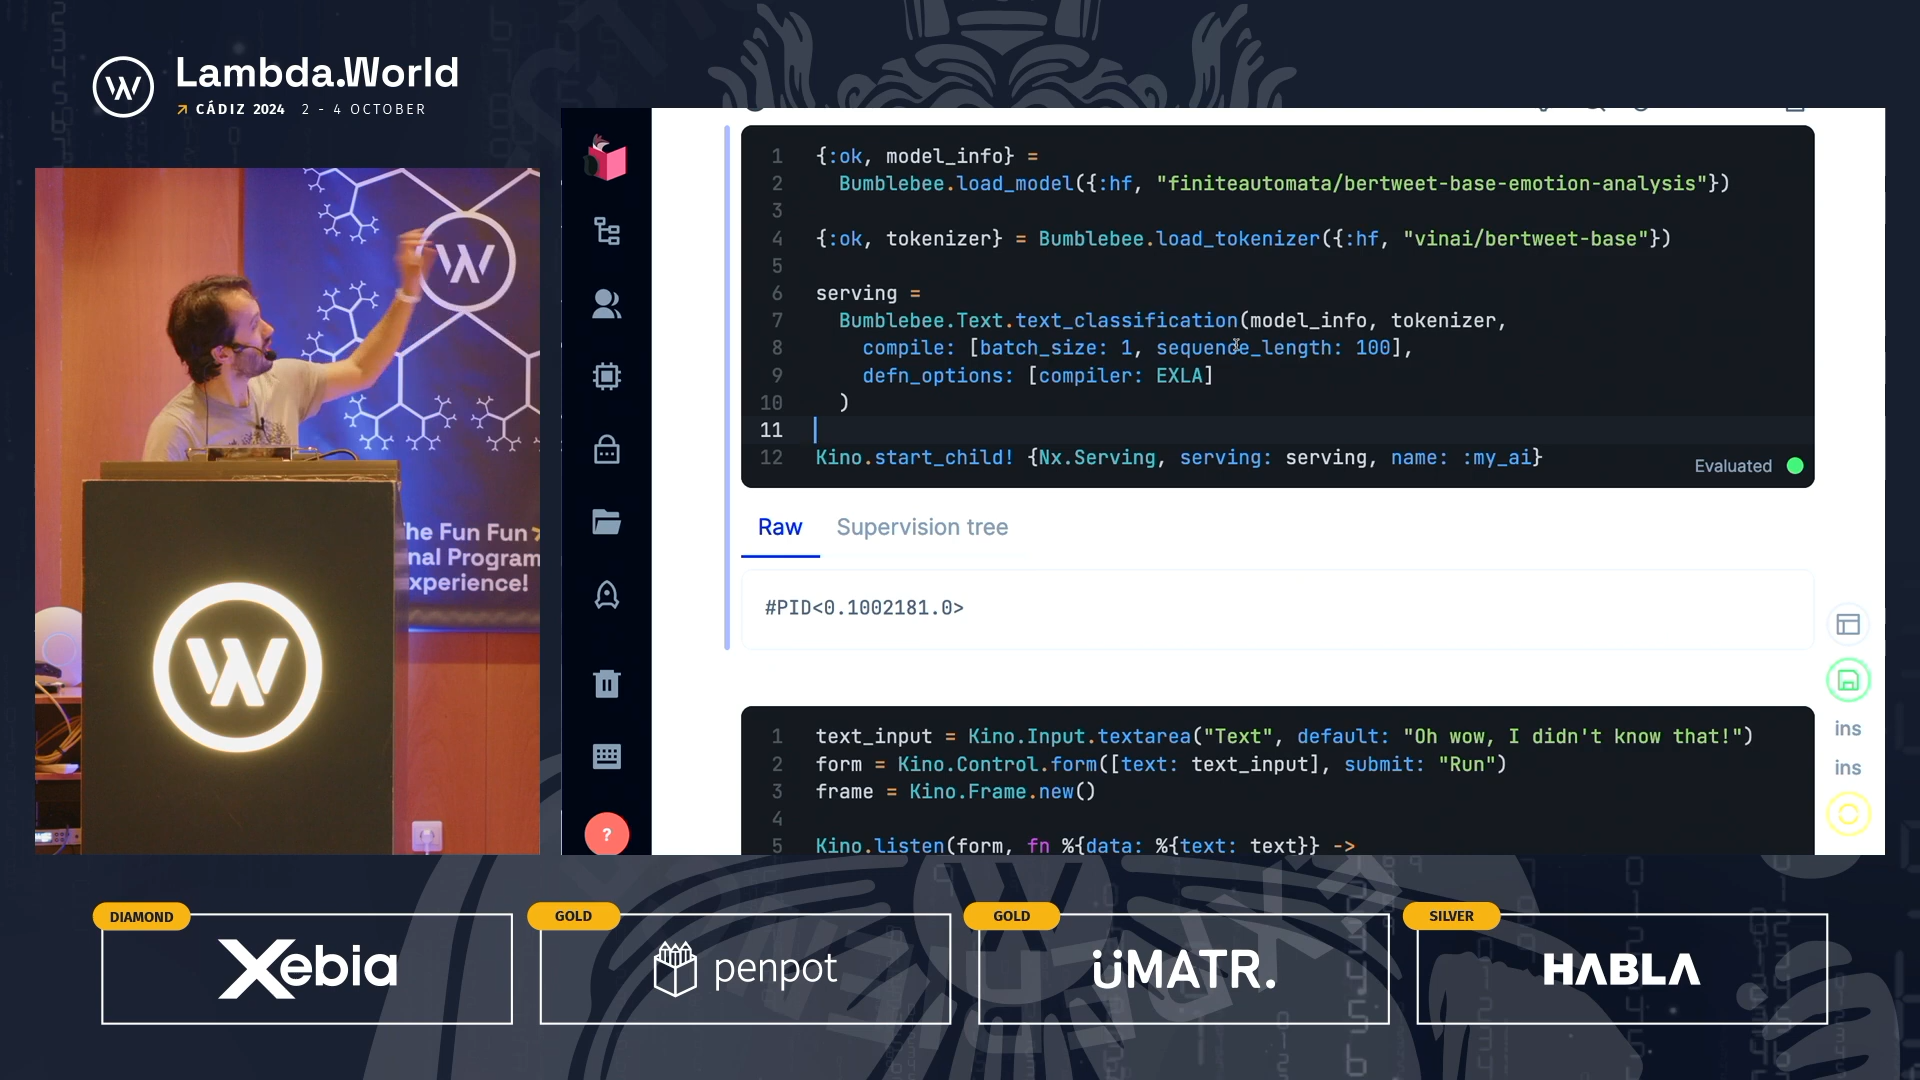 Lambda.World
CÁDIZ 2024 2 - 4 OCTOBER
W
he Fun Fun
nal Program
xperience!
W
1 {:ok, model_info} =
2 Bumblebee.load_model({:hf, "finiteautomata/bertweet-base-emotion-analysis"})
3
4 {:ok, tokenizer} = Bumblebee.load_tokenizer({:hf, "vinai/bertweet-base"})
5
6 serving =
7 Bumblebee.Text.text_classification(model_info, tokenizer,
8 compile: [batch_size: 1, sequence_length: 100],
9 defn_options: [compiler: EXLA]
10 )
11
12 Kino.start_child! {Nx.Serving, serving: serving, name: :my_ai}
Evaluated
Raw Supervision tree
#PID<0.1002181.0>
1 text_input = Kino.Input.textarea("Text", default: "Oh wow, I didn't know that!")
2 form = Kino.Control.form([text: text_input], submit: "Run")
3 frame = Kino.Frame.new()
4
5 Kino.listen(form, fn %{data: %{text: text}} ->
ins
ins
?
DIAMOND
Xebia
GOLD
penpot
GOLD
üMATR.
SILVER
HABLA